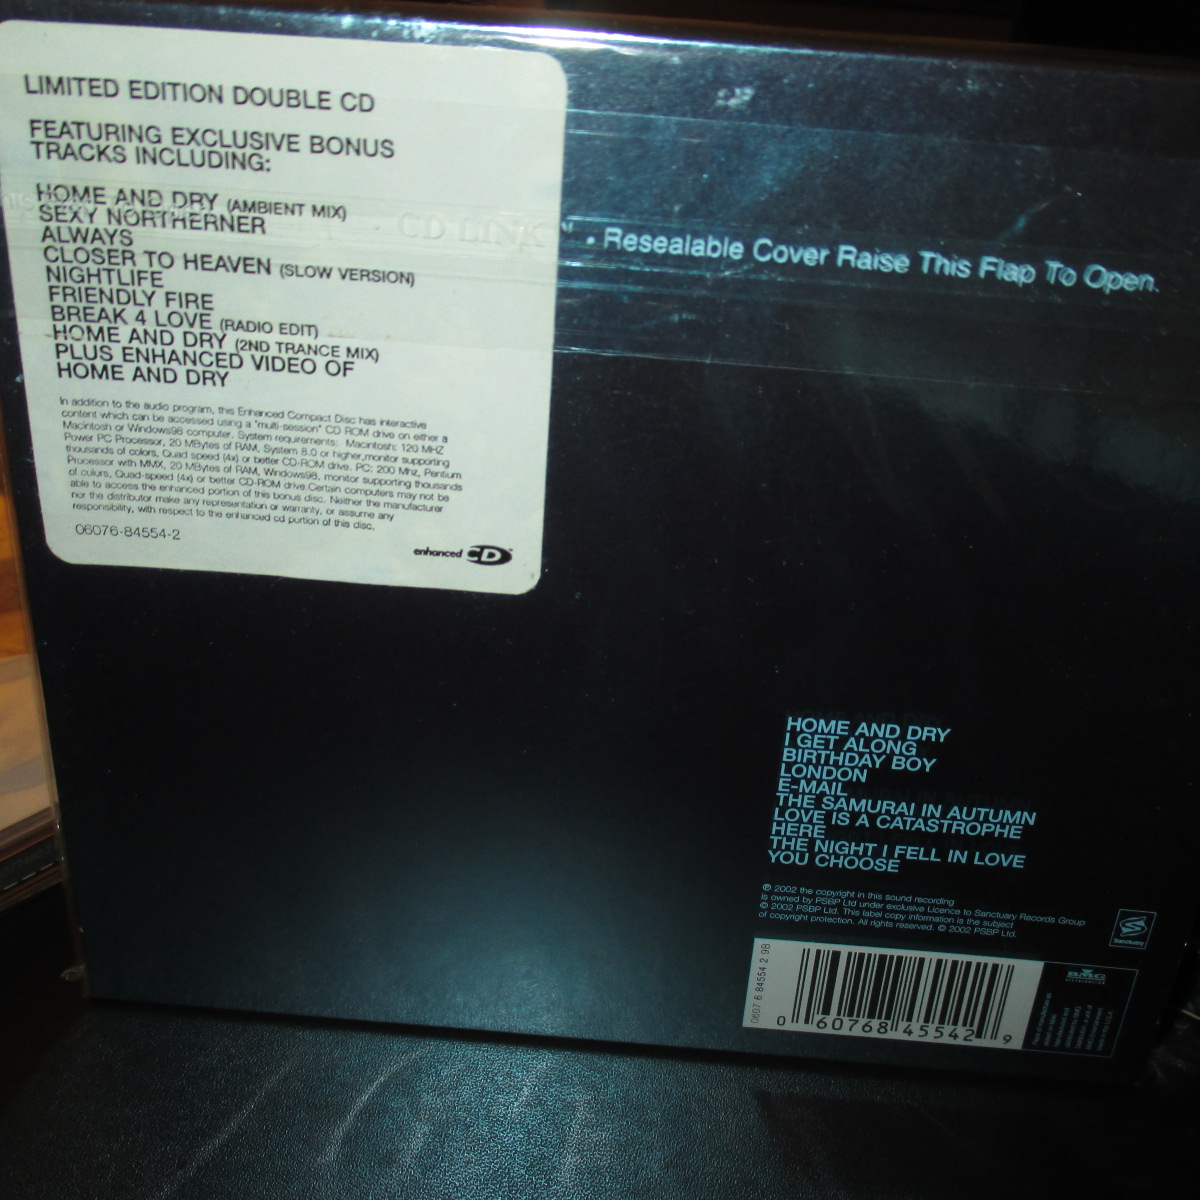 LIMITED EDITION DOUBLE CD
FEATURING EXCLUSIVE BONUS
TRACKS INCLUDING:
HOME AND DRY (AMBIENT MIX)
SEXY NORTHERNER
ALWAYS
CLOSER TO HEAVEN (SLOW VERSION)
NIGHTLIFE
FRIENDLY FIRE
BREAK 4 LOVE (RADIO EDIT)
HOME AND DRY (2ND TRANCE MIX)
PLUS ENHANCED VIDEO OF
HOME AND DRY
In addition to the audio program, this Enhanced Compact Disc has interactive
content which can be accessed using a "multi-session" CD ROM drive on either a
Macintosh or Windows98 computer. System requirements: Macintosh: 120 MHZ
Power PC Processor, 20 MBytes of RAM, System 8.0 or higher,monitor supporting
thousands of colors, Quad speed (4x) or better CD-ROM drive. PC: 200 Mhz, Pentium
Processor with MMX, 20 MBytes of RAM, Windows98, monitor supporting thousands
of colors, Quad-speed (4x) or better CD-ROM drive.Certain computers may not be
able to access the enhanced portion of this bonus disc. Neither the manufacturer
nor the distributor make any representation or warranty, or assume any
responsibility, with respect to the enhanced cd portion of this disc.
06076-84554-2
enhanced CD
CD LINK • Resealable Cover Raise This Flap To Open.
HOME AND DRY
I GET ALONG
BIRTHDAY BOY
LONDON
E-MAIL
THE SAMURAI IN AUTUMN
LOVE IS A CATASTROPHE
HERE
THE NIGHT I FELL IN LOVE
YOU CHOOSE
℗ 2002 the copyright in this sound recording
is owned by PSBP Ltd under exclusive Licence to Sanctuary Records Group
© 2002 PSBP Ltd. This label copy information is the subject
of copyright protection. All rights reserved. © 2002 PSBP Ltd.
Sanctuary
0607 6 84554 2 9B
0 60768 45542 9
BMG
DISTRIBUTION